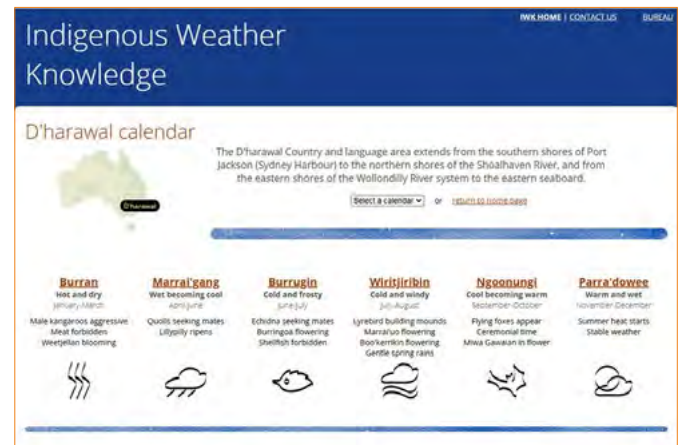 IWK HOME | CONTACT US BUREAU
Indigenous Weather
Knowledge
D'harawal calendar
The D'harawal Country and language area extends from the southern shores of Port
Jackson (Sydney Harbour) to the northern shores of the Shoalhaven River, and from
the eastern shores of the Wollondilly River system to the eastern seaboard.
D'harawal
Select a calendar or return to home page
Burran Marrai'gang Burrugin Wiritjiribin Ngoonungi Parra'dowee
Hot and dry Wet becoming cool Cold and frosty Cold and windy Cool becoming warm Warm and wet
January-March April-June June-July July-August September-October November-December
Male kangaroos aggressive Quolls seeking mates Echidna seeking mates Lyrebird building mounds Flying foxes appear Summer heat starts
Meat forbidden Lillypilly ripens Burringoa flowering Marrai'uo flowering Ceremonial time Stable weather
Weetjellan blooming Shellfish forbidden Boo'kerrikin flowering Miwa Gawaian in flower
Gentle spring rains